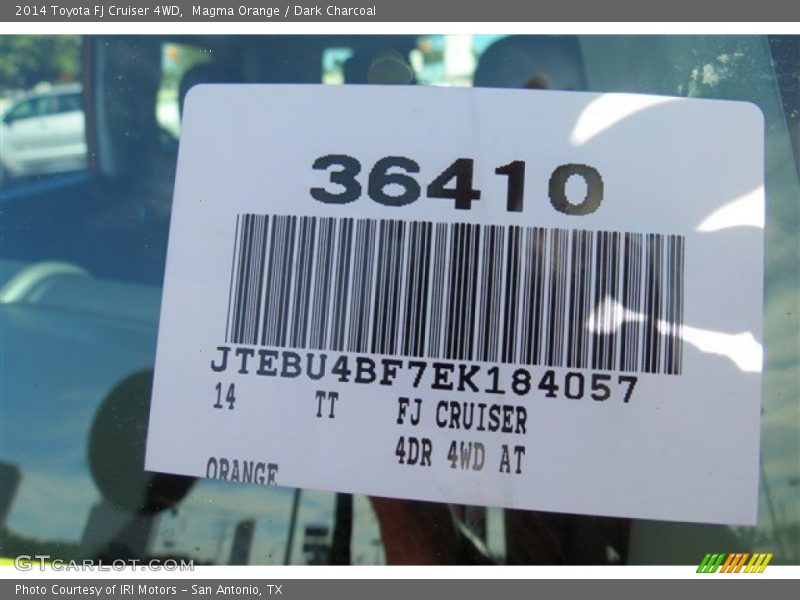 2014 Toyota FJ Cruiser 4WD, Magma Orange / Dark Charcoal
36410
JTEBU4BF7EK184057
14 TT FJ CRUISER
4DR 4WD AT
ORANGE
GTCARLOT.COM
Photo Courtesy of IRI Motors - San Antonio, TX